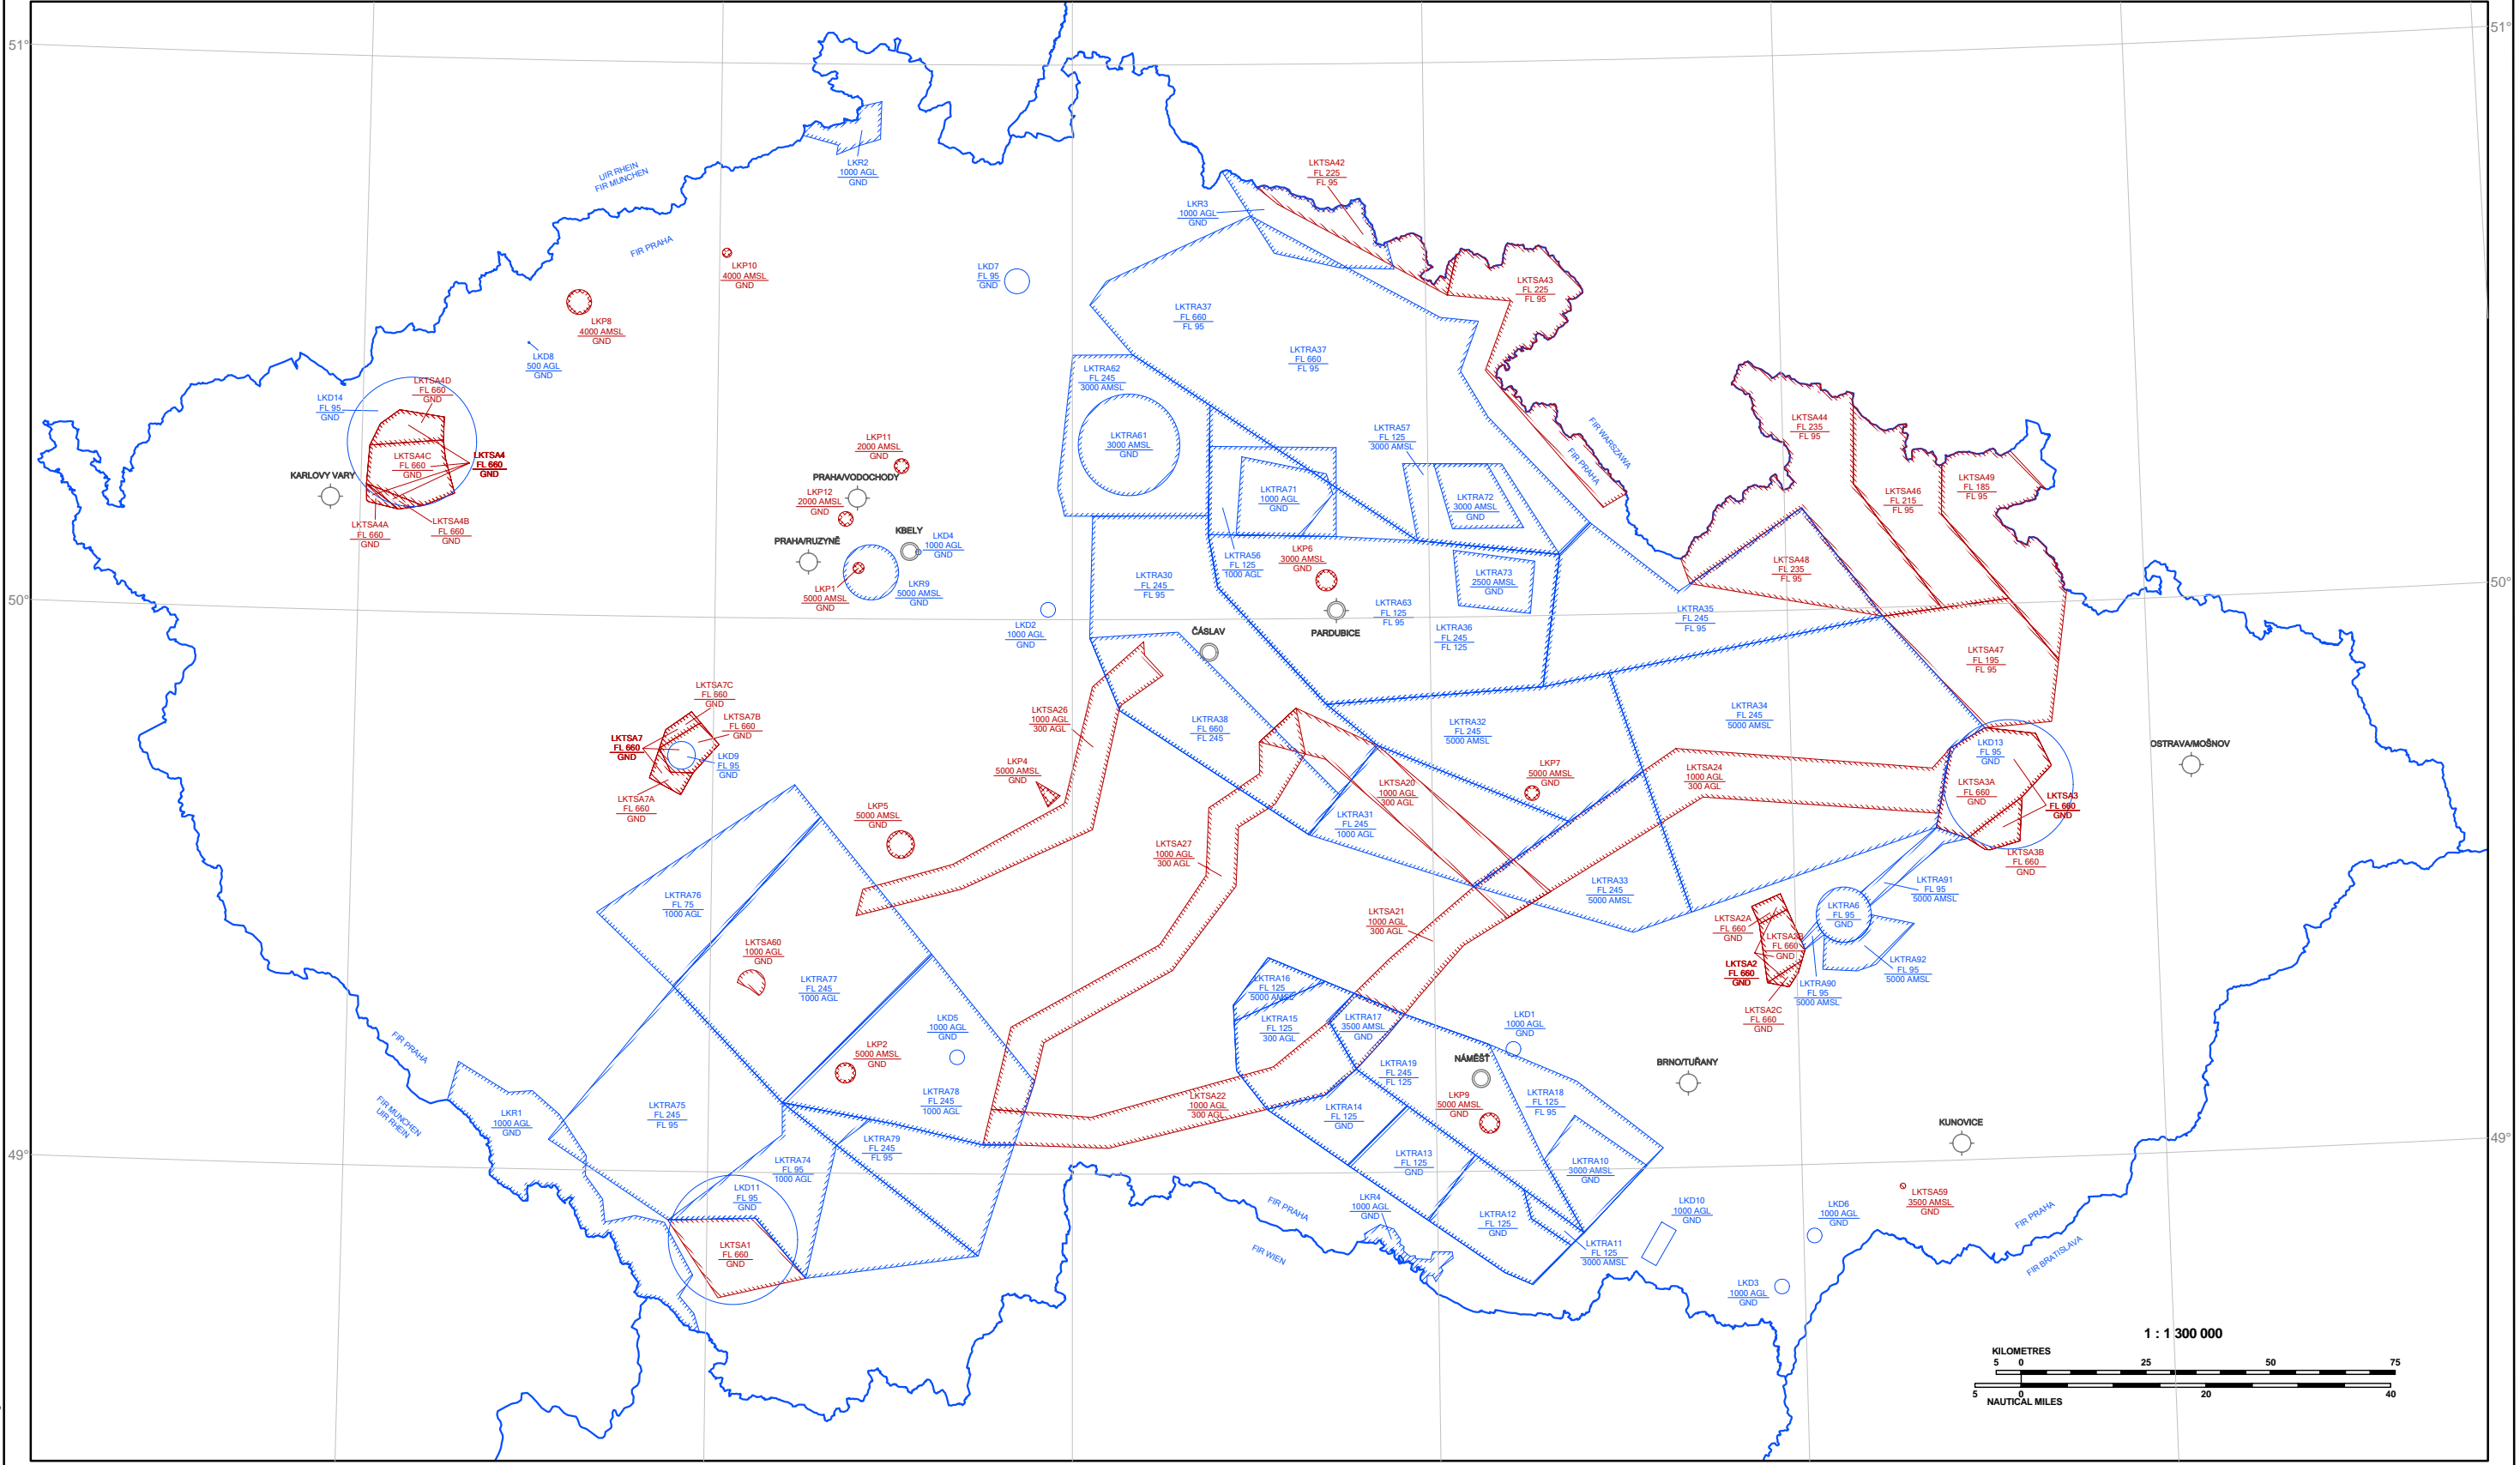 51°
51°
LKR2
1000 AGL
GND
UIR RHEIN
FIR MUNCHEN
FIR PRAHA
LKTSA42
FL 225
FL 95
LKR3
1000 AGL
GND
LKP10
4000 AMSL
GND
LKD7
FL 95
GND
LKTSA43
FL 225
FL 95
LKP8
4000 AMSL
GND
LKTRA37
FL 660
FL 95
LKD8
500 AGL
GND
LKTRA37
FL 660
FL 95
LKTRA62
FL 245
3000 AMSL
LKTSA4D
FL 660
GND
LKD14
FL 95
GND
LKTSA4C
FL 660
GND
LKTSA4
FL 660
GND
KARLOVY VARY
LKTSA4A
FL 660
GND
LKTSA4B
FL 660
GND
LKP11
2000 AMSL
GND
PRAHA/VODOCHODY
LKP12
2000 AMSL
GND
LKTRA61
3000 AMSL
GND
LKTRA57
FL 125
3000 AMSL
LKTSA44
FL 235
FL 95
FIR WARSZAWA
FIR PRAHA
LKTRA71
1000 AGL
GND
LKTRA72
3000 AMSL
GND
LKTSA46
FL 215
FL 95
LKTSA49
FL 185
FL 95
KBELY
LKD4
1000 AGL
GND
PRAHA/RUZYNĚ
LKP1
5000 AMSL
GND
LKR9
5000 AMSL
GND
LKTRA56
FL 125
1000 AGL
LKP6
3000 AMSL
GND
LKTRA30
FL 245
FL 95
LKTRA73
2500 AMSL
GND
LKTSA48
FL 235
FL 95
50°
50°
LKD2
1000 AGL
GND
LKTRA63
FL 125
FL 95
LKTRA35
FL 245
FL 95
ČÁSLAV
PARDUBICE
LKTRA36
FL 245
FL 125
LKTSA47
FL 195
FL 95
LKTSA7C
FL 660
GND
LKTSA7B
FL 660
GND
LKTSA7
FL 660
GND
LKD9
FL 95
GND
LKTSA7A
FL 660
GND
LKTSA26
1000 AGL
300 AGL
LKTRA38
FL 660
FL 245
LKTRA32
FL 245
5000 AMSL
LKTRA34
FL 245
5000 AMSL
LKD13
FL 95
GND
OSTRAVA/MOŠNOV
LKP4
5000 AMSL
GND
LKP7
5000 AMSL
GND
LKTSA20
1000 AGL
300 AGL
LKTSA24
1000 AGL
300 AGL
LKTSA3A
FL 660
GND
LKTSA3
FL 660
GND
LKP5
5000 AMSL
GND
LKTRA31
FL 245
1000 AGL
LKTSA27
1000 AGL
300 AGL
LKTSA3B
FL 660
GND
LKTRA76
FL 75
1000 AGL
LKTRA33
FL 245
5000 AMSL
LKTRA91
FL 95
5000 AMSL
LKTSA21
1000 AGL
300 AGL
LKTRA6
FL 95
GND
LKTSA2A
FL 660
GND
LKTSA2B
FL 660
GND
LKTSA2
FL 660
GND
LKTSA2C
FL 660
GND
LKTRA92
FL 95
5000 AMSL
LKTRA90
FL 95
5000 AMSL
LKTSA60
1000 AGL
GND
LKTRA77
FL 245
1000 AGL
LKTRA16
FL 125
5000 AMSL
LKTRA15
FL 125
300 AGL
LKTRA17
3500 AMSL
GND
LKD5
1000 AGL
GND
LKD1
1000 AGL
GND
LKP2
5000 AMSL
GND
NÁMĚŠŤ
BRNO/TUŘANY
LKTRA19
FL 245
FL 125
FIR PRAHA
LKR1
1000 AGL
GND
FIR MUNCHEN
UIR RHEIN
LKTRA75
FL 245
FL 95
LKTRA78
FL 245
1000 AGL
LKTSA22
1000 AGL
300 AGL
LKTRA14
FL 125
GND
LKP9
5000 AMSL
GND
LKTRA18
FL 125
FL 95
KUNOVICE
49°
49°
LKTRA79
FL 245
FL 95
LKTRA74
FL 95
1000 AGL
LKTRA13
FL 125
GND
LKTRA10
3000 AMSL
GND
LKD11
FL 95
GND
LKR4
1000 AGL
GND
LKTRA12
FL 125
GND
LKTRA11
FL 125
3000 AMSL
LKD10
1000 AGL
GND
LKD6
1000 AGL
GND
LKTSA59
3500 AMSL
GND
FIR PRAHA
FIR WIEN
FIR PRAHA
FIR BRATISLAVA
LKTSA1
FL 660
GND
LKD3
1000 AGL
GND
1 : 1 300 000
KILOMETRES
5 0 25 50 75
5 0 20 40
NAUTICAL MILES